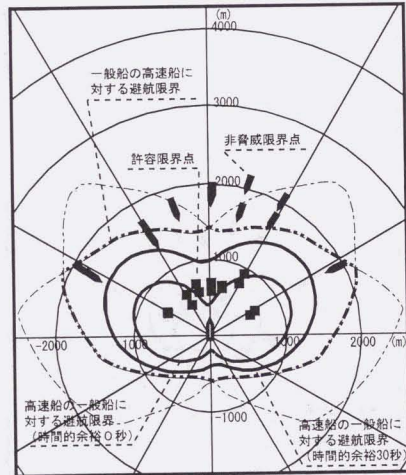 (m)
4000
一般船の高速船に
対する避航限界
3000
非脅威限界点
許容限界点
2000
1000
-2000
1000
1000
2000
(m)
-1000
高速船の一般船に
対する避航限界
(時間的余裕0秒)
高速船の一般船に
対する避航限界
(時間的余裕30秒)